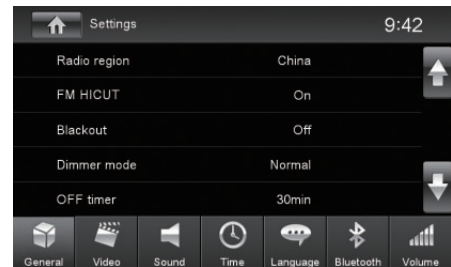 Settings 9:42
Radio region China
FM HICUT On
Blackout Off
Dimmer mode Normal
OFF timer 30min
General Video Sound Time Language Bluetooth Volume